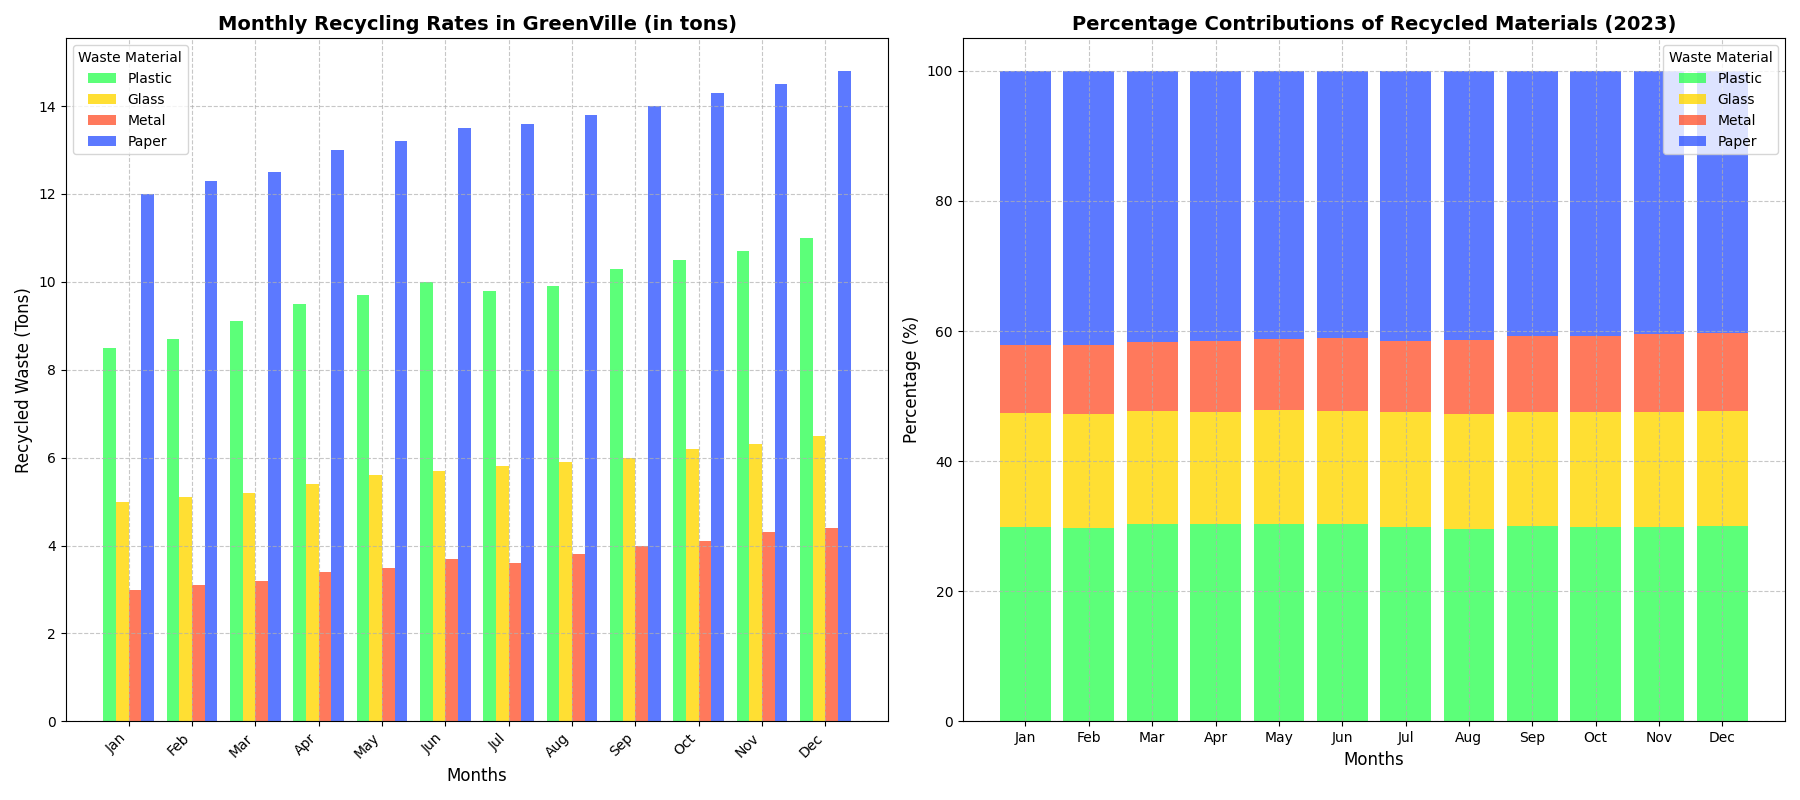 Monthly Recycling Rates in GreenVille (in tons)
Waste Material
Plastic
Glass
Metal
Paper
Recycled Waste (Tons)
14
12
10
8
6
4
2
0
Jan
Feb
Mar
Apr
May
Jun
Jul
Aug
Sep
Oct
Nov
Dec
Months
Percentage Contributions of Recycled Materials (2023)
Waste Material
Plastic
Glass
Metal
Paper
Percentage (%)
100
80
60
40
20
0
Jan
Feb
Mar
Apr
May
Jun
Jul
Aug
Sep
Oct
Nov
Dec
Months